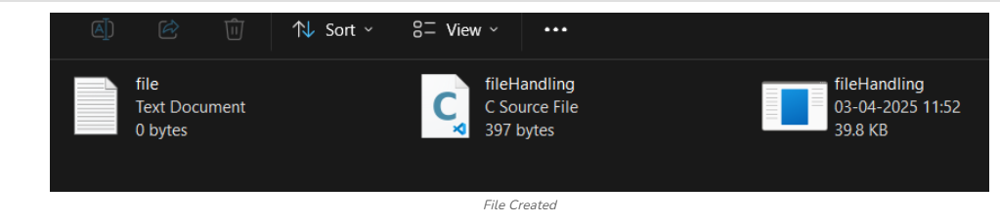 Sort View
file
Text Document
0 bytes
C
fileHandling
C Source File
397 bytes
fileHandling
03-04-2025 11:52
39.8 KB
File Created